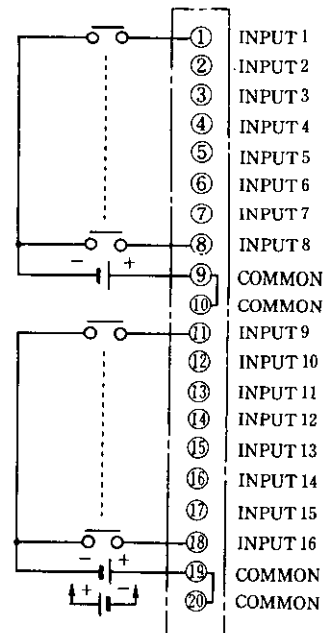 ① INPUT 1
② INPUT 2
③ INPUT 3
④ INPUT 4
⑤ INPUT 5
⑥ INPUT 6
⑦ INPUT 7
⑧ INPUT 8
− + ⑨ COMMON
⑩ COMMON
⑪ INPUT 9
⑫ INPUT 10
⑬ INPUT 11
⑭ INPUT 12
⑮ INPUT 13
⑯ INPUT 14
⑰ INPUT 15
⑱ INPUT 16
− + ⑲ COMMON
+ − ⑳ COMMON